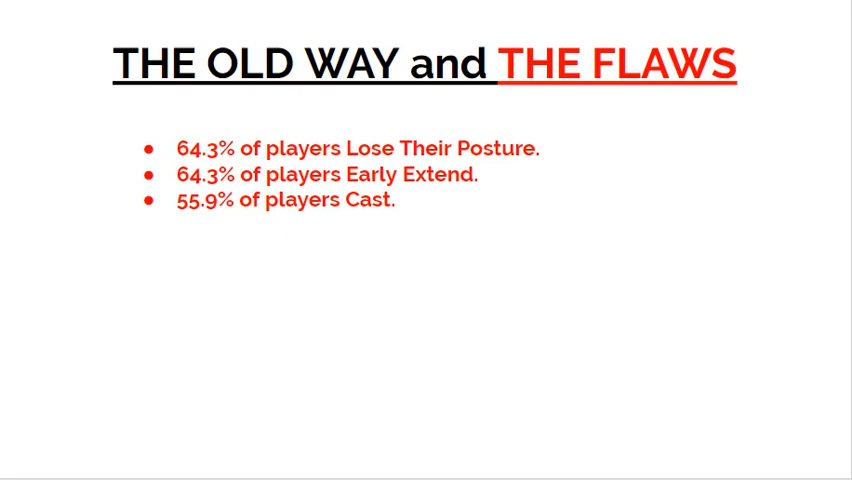 THE OLD WAY and THE FLAWS
● 64.3% of players Lose Their Posture.
● 64.3% of players Early Extend.
● 55.9% of players Cast.